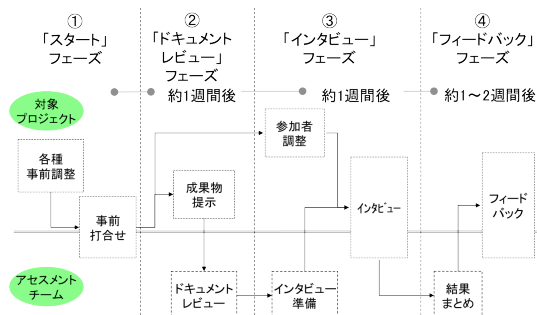 ①
「スタート」
フェーズ
②
「ドキュメント
レビュー」
フェーズ
③
「インタビュー」
フェーズ
④
「フィードバック」
フェーズ
約1週間後
約1週間後
約1～2週間後
対象
プロジェクト
各種
事前調整
事前
打合せ
成果物
提示
参加者
調整
インタビュー
フィード
バック
アセスメント
チーム
ドキュメント
レビュー
インタビュー
準備
結果
まとめ